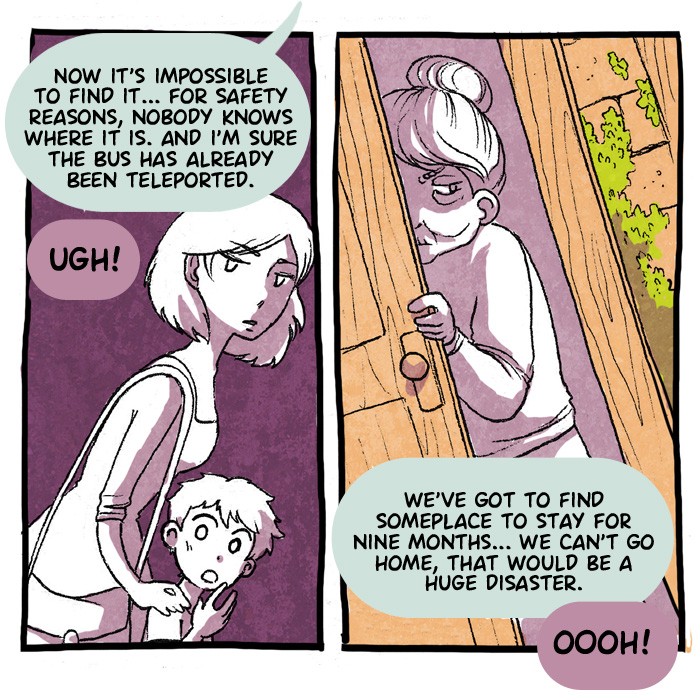 NOW IT'S IMPOSSIBLE
TO FIND IT... FOR SAFETY
REASONS, NOBODY KNOWS
WHERE IT IS. AND I'M SURE
THE BUS HAS ALREADY
BEEN TELEPORTED.
UGH!
WE'VE GOT TO FIND
SOMEPLACE TO STAY FOR
NINE MONTHS... WE CAN'T GO
HOME, THAT WOULD BE A
HUGE DISASTER.
OOOH!